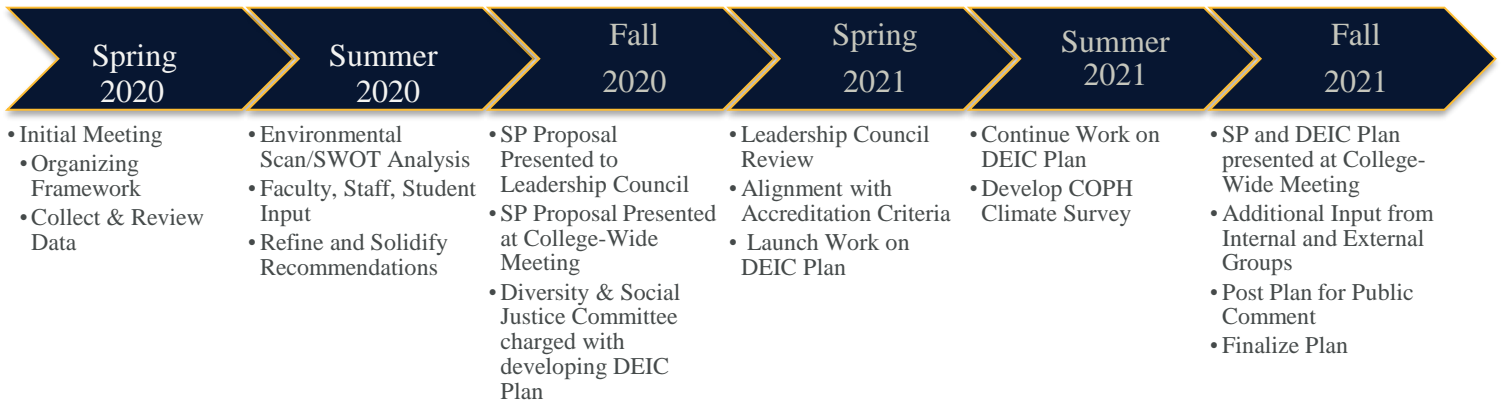 Spring
2020
• Initial Meeting
• Organizing
Framework
• Collect & Review
Data
Summer
2020
• Environmental
Scan/SWOT Analysis
• Faculty, Staff, Student
Input
• Refine and Solidify
Recommendations
Fall
2020
• SP Proposal
Presented to
Leadership Council
• SP Proposal Presented
at College-Wide
Meeting
• Diversity & Social
Justice Committee
charged with
developing DEIC
Plan
Spring
2021
• Leadership Council
Review
• Alignment with
Accreditation Criteria
• Launch Work on
DEIC Plan
Summer
2021
• Continue Work on
DEIC Plan
• Develop COPH
Climate Survey
Fall
2021
• SP and DEIC Plan
presented at College-
Wide Meeting
• Additional Input from
Internal and External
Groups
• Post Plan for Public
Comment
• Finalize Plan